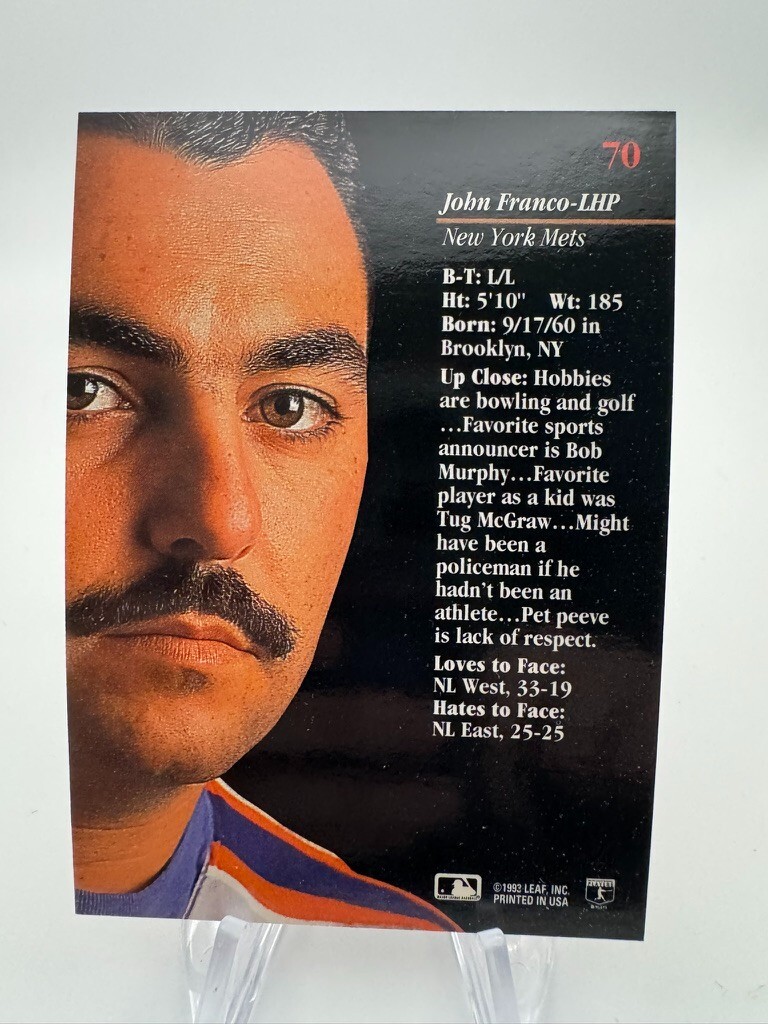 70
John Franco-LHP
New York Mets
B-T: L/L
Ht: 5'10" Wt: 185
Born: 9/17/60 in
Brooklyn, NY
Up Close: Hobbies
are bowling and golf
...Favorite sports
announcer is Bob
Murphy...Favorite
player as a kid was
Tug McGraw...Might
have been a
policeman if he
hadn't been an
athlete...Pet peeve
is lack of respect.
Loves to Face:
NL West, 33-19
Hates to Face:
NL East, 25-25
©1993 LEAF, INC.
PRINTED IN USA
PLAYERS